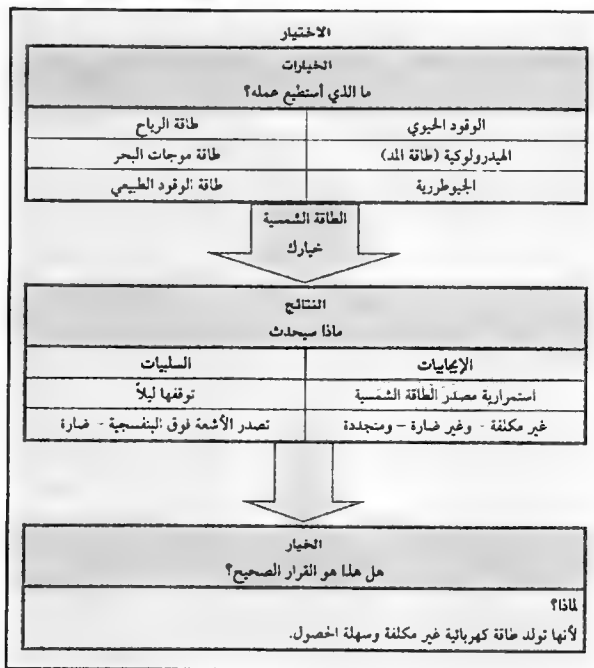 الاختيار
الخيارات
ما الذي أستطيع عمله؟
الوقود الحيوي
طاقة الرياح
الهيدرولوكية (طاقة المد)
طاقة موجات البحر
الجيوطررية
طاقة الوقود الطبيعي
الطاقة الشمسية
خيارك
النتائج
ماذا سيحدث
الإيجابيات
السلبيات
استمرارية مصدر الطاقة الشمسية
توقفها ليلاً
غير مكلفة - وغير ضارة - ومتجددة
تصدر الأشعة فوق البنفسجية - ضارة
الخيار
هل هذا هو القرار الصحيح؟
لماذا؟
لأنها تولد طاقة كهربائية غير مكلفة وسهلة الحصول.